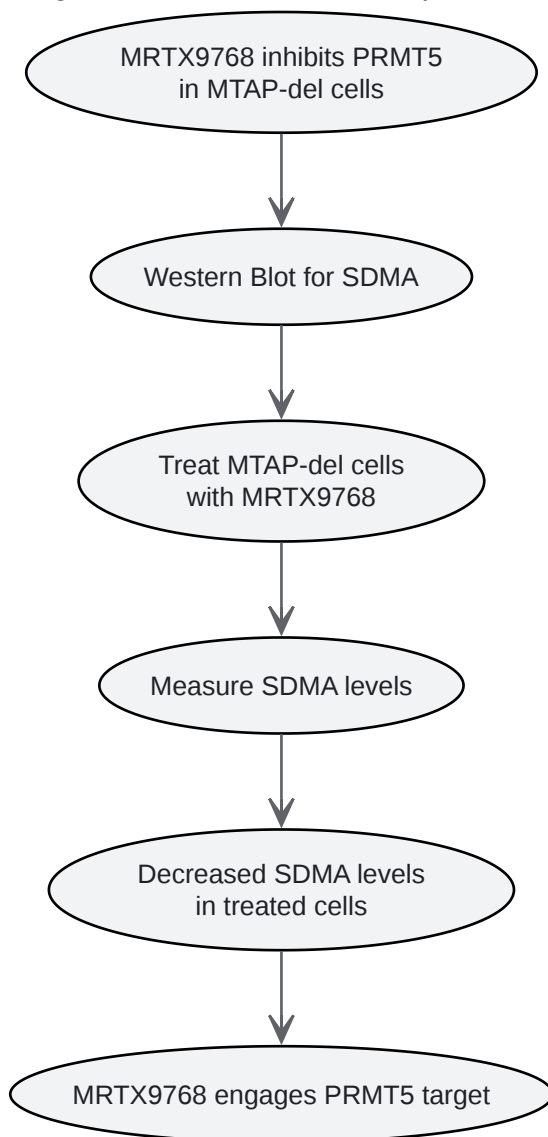 MRTX9768 inhibits PRMT5
in MTAP-del cells
Western Blot for SDMA
Treat MTAP-del cells
with MRTX9768
Measure SDMA levels
Decreased SDMA levels
in treated cells
MRTX9768 engages PRMT5 target